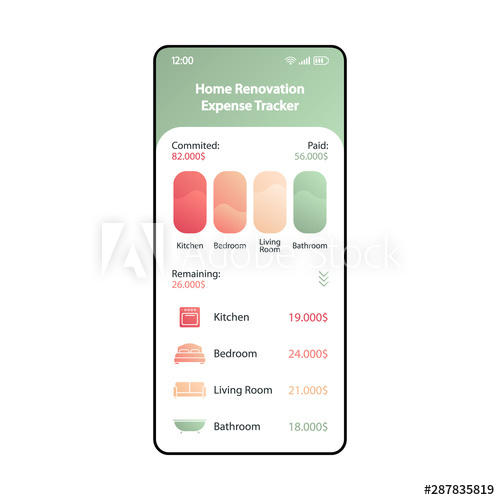 12:00
Home Renovation
Expense Tracker
Commited:
82.000$
Paid:
56.000$
Kitchen
Bedroom
Living
Room
Bathroom
Adobe Stock
Remaining:
26.000$
Kitchen
19.000$
Bedroom
24.000$
Living Room
21.000$
Bathroom
18.000$
#287835819